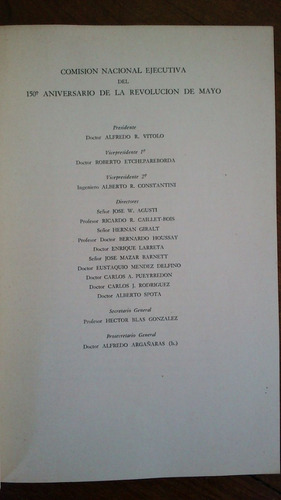 COMISION NACIONAL EJECUTIVA
DEL
150º ANIVERSARIO DE LA REVOLUCION DE MAYO
Presidente
Doctor ALFREDO R. VITOLO
Vicepresidente 1º
Doctor ROBERTO ETCHEPAREBORDA
Vicepresidente 2º
Ingeniero ALBERTO R. CONSTANTINI
Directores
Señor JOSE W. AGUSTI
Profesor RICARDO R. CAILLET-BOIS
Señor HERNAN GIRALT
Profesor Doctor BERNARDO HOUSSAY
Doctor ENRIQUE LARRETA
Señor JOSE MAZAR BARNETT
Doctor EUSTAQUIO MENDEZ DELFINO
Doctor CARLOS A. PUEYRREDON
Doctor CARLOS J. RODRIGUEZ
Doctor ALBERTO SPOTA
Secretario General
Profesor HECTOR BLAS GONZALEZ
Prosecretario General
Doctor ALFREDO ARGAÑARAS (h.)